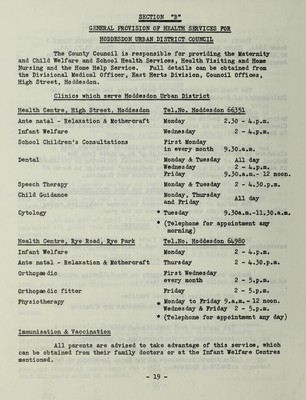 SECTION "B"
GENERAL PROVISION OF HEALTH SERVICES FOR
HODDESDON URBAN DISTRICT COUNCIL
The County Council is responsible for providing the Maternity
and Child Welfare and School Health Services, Health Visiting and Home
Nursing and the Home Help Service. Full details can be obtained from
the Divisional Medical Officer, East Herts Division, Council Offices,
High Street, Hoddesdon.
Clinics which serve Hoddesdon Urban District
Health Centre, High Street, Hoddesdon Tel.No. Hoddesdon 66351
Ante natal - Relaxation & Mothercraft Monday 2.30 - 4.p.m.
Infant Welfare Wednesday 2 - 4.p.m.
School Children's Consultations First Monday
in every month 9.30.a.m.
Dental Monday & Tuesday All day
Wednesday 2 - 4.p.m.
Friday 9.30.a.m.- 12 noon.
Speech Therapy Monday & Tuesday 2 - 4.30.p.m.
Child Guidance Monday, Thursday
and Friday All day
Cytology * Tuesday 9.30a.m.-11.30.a.m.
* (Telephone for appointment any
morning)
Health Centre, Rye Road, Rye Park Tel.No. Hoddesdon 64980
Infant Welfare Monday 2 - 4.p.m.
Ante natal - Relaxation & Mothercraft Thursday 2 - 4.30.p.m.
Orthopædic First Wednesday
every month 2 - 5.p.m.
Orthopædic fitter Friday 2 - 5.p.m.
Physiotherapy * Monday to Friday 9.a.m.- 12 noon.
Wednesday & Friday 2 - 5.p.m.
* (Telephone for appointment any day)
Immunisation & Vaccination
All parents are advised to take advantage of this service, which
can be obtained from their family doctors or at the Infant Welfare Centres
mentioned.
- 19 -